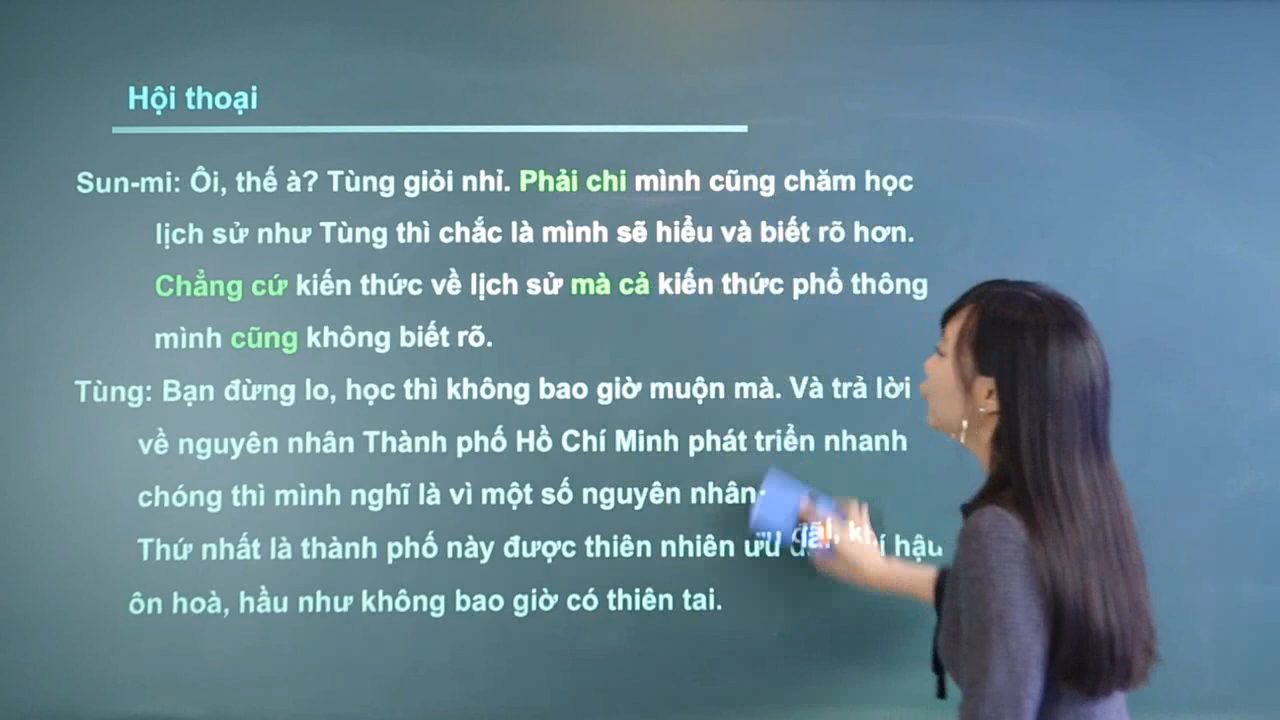 Hội thoại
Sun-mi: Ôi, thế à? Tùng giỏi nhỉ. Phải chi mình cũng chăm học
lịch sử như Tùng thì chắc là mình sẽ hiểu và biết rõ hơn.
Chẳng cứ kiến thức về lịch sử mà cả kiến thức phổ thông
mình cũng không biết rõ.
Tùng: Bạn đừng lo, học thì không bao giờ muộn mà. Và trả lời
về nguyên nhân Thành phố Hồ Chí Minh phát triển nhanh
chóng thì mình nghĩ là vì một số nguyên nhân:
Thứ nhất là thành phố này được thiên nhiên ưu đãi, khí hậu
ôn hoà, hầu như không bao giờ có thiên tai.